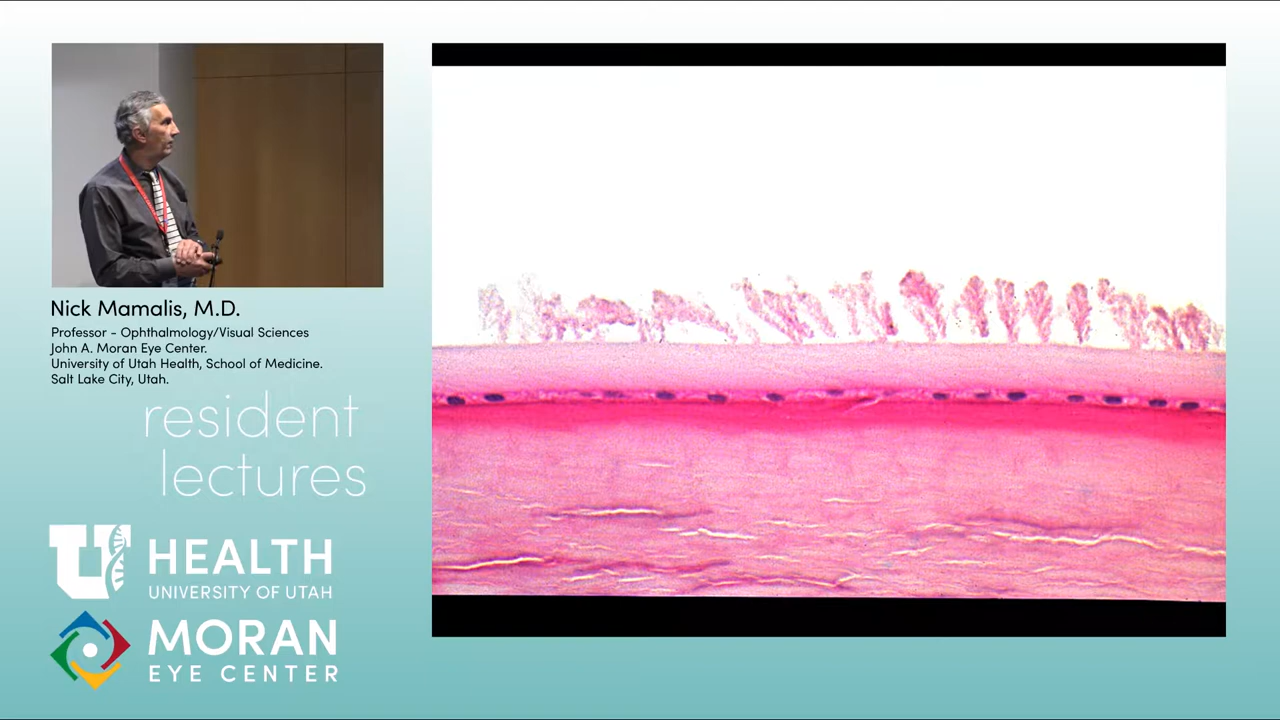 Nick Mamalis, M.D.
Professor - Ophthalmology/Visual Sciences
John A. Moran Eye Center.
University of Utah Health, School of Medicine.
Salt Lake City, Utah.
resident
lectures
U HEALTH
UNIVERSITY OF UTAH
MORAN
EYE CENTER